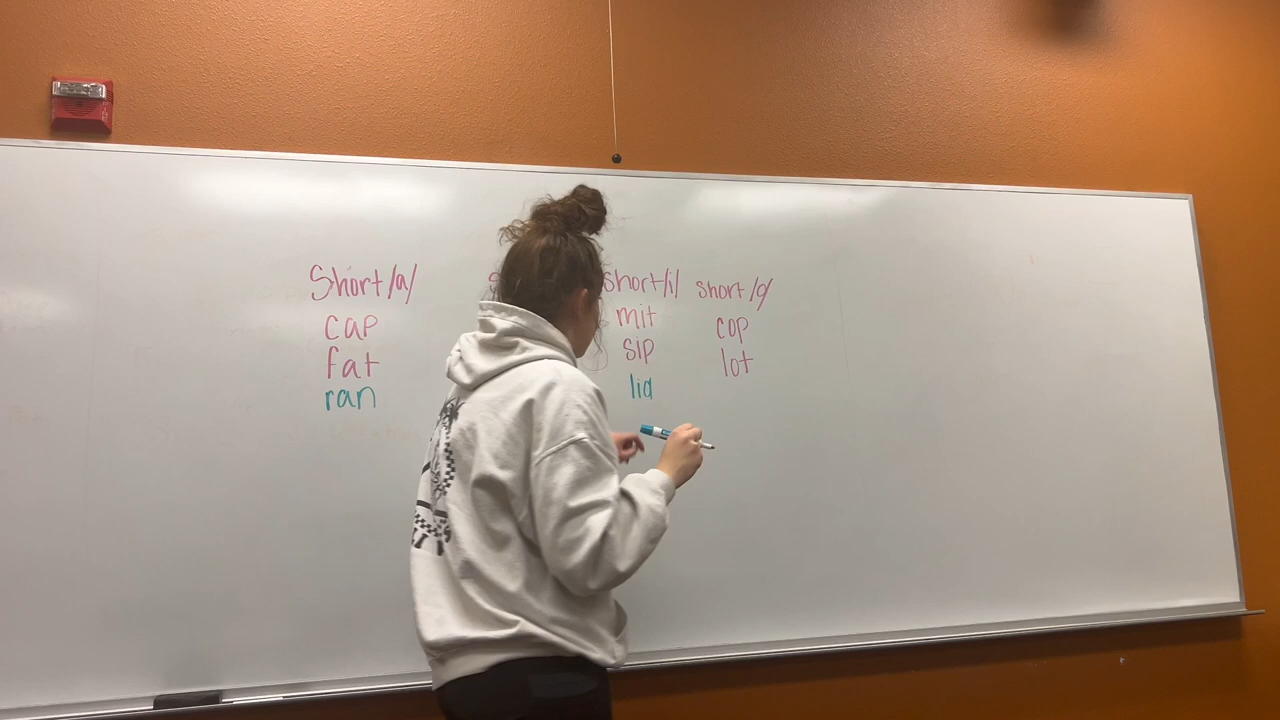 Short /a/
cap
fat
ran
short /i/
mit
sip
lid
short /o/
cop
lot